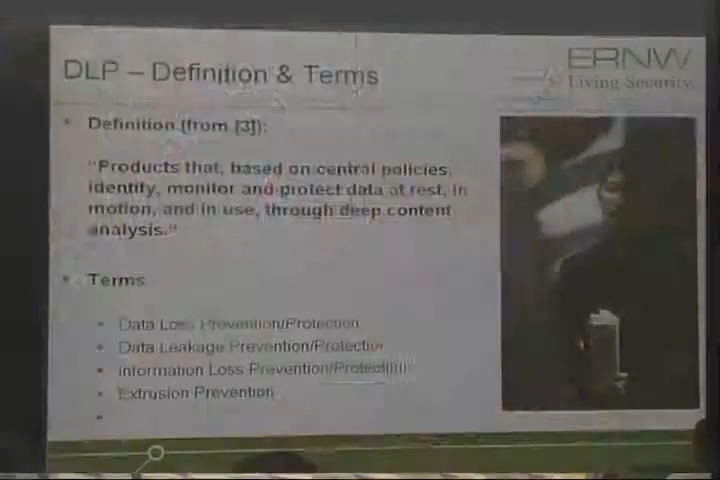 DLP – Definition & Terms
ERNW
Living Security.
Definition (from [3]):
"Products that, based on central policies,
identify, monitor and protect data at rest, in
motion, and in use, through deep content
analysis."
Terms
Data Loss Prevention/Protection
Data Leakage Prevention/Protection
Information Loss Prevention/Protection
Extrusion Prevention